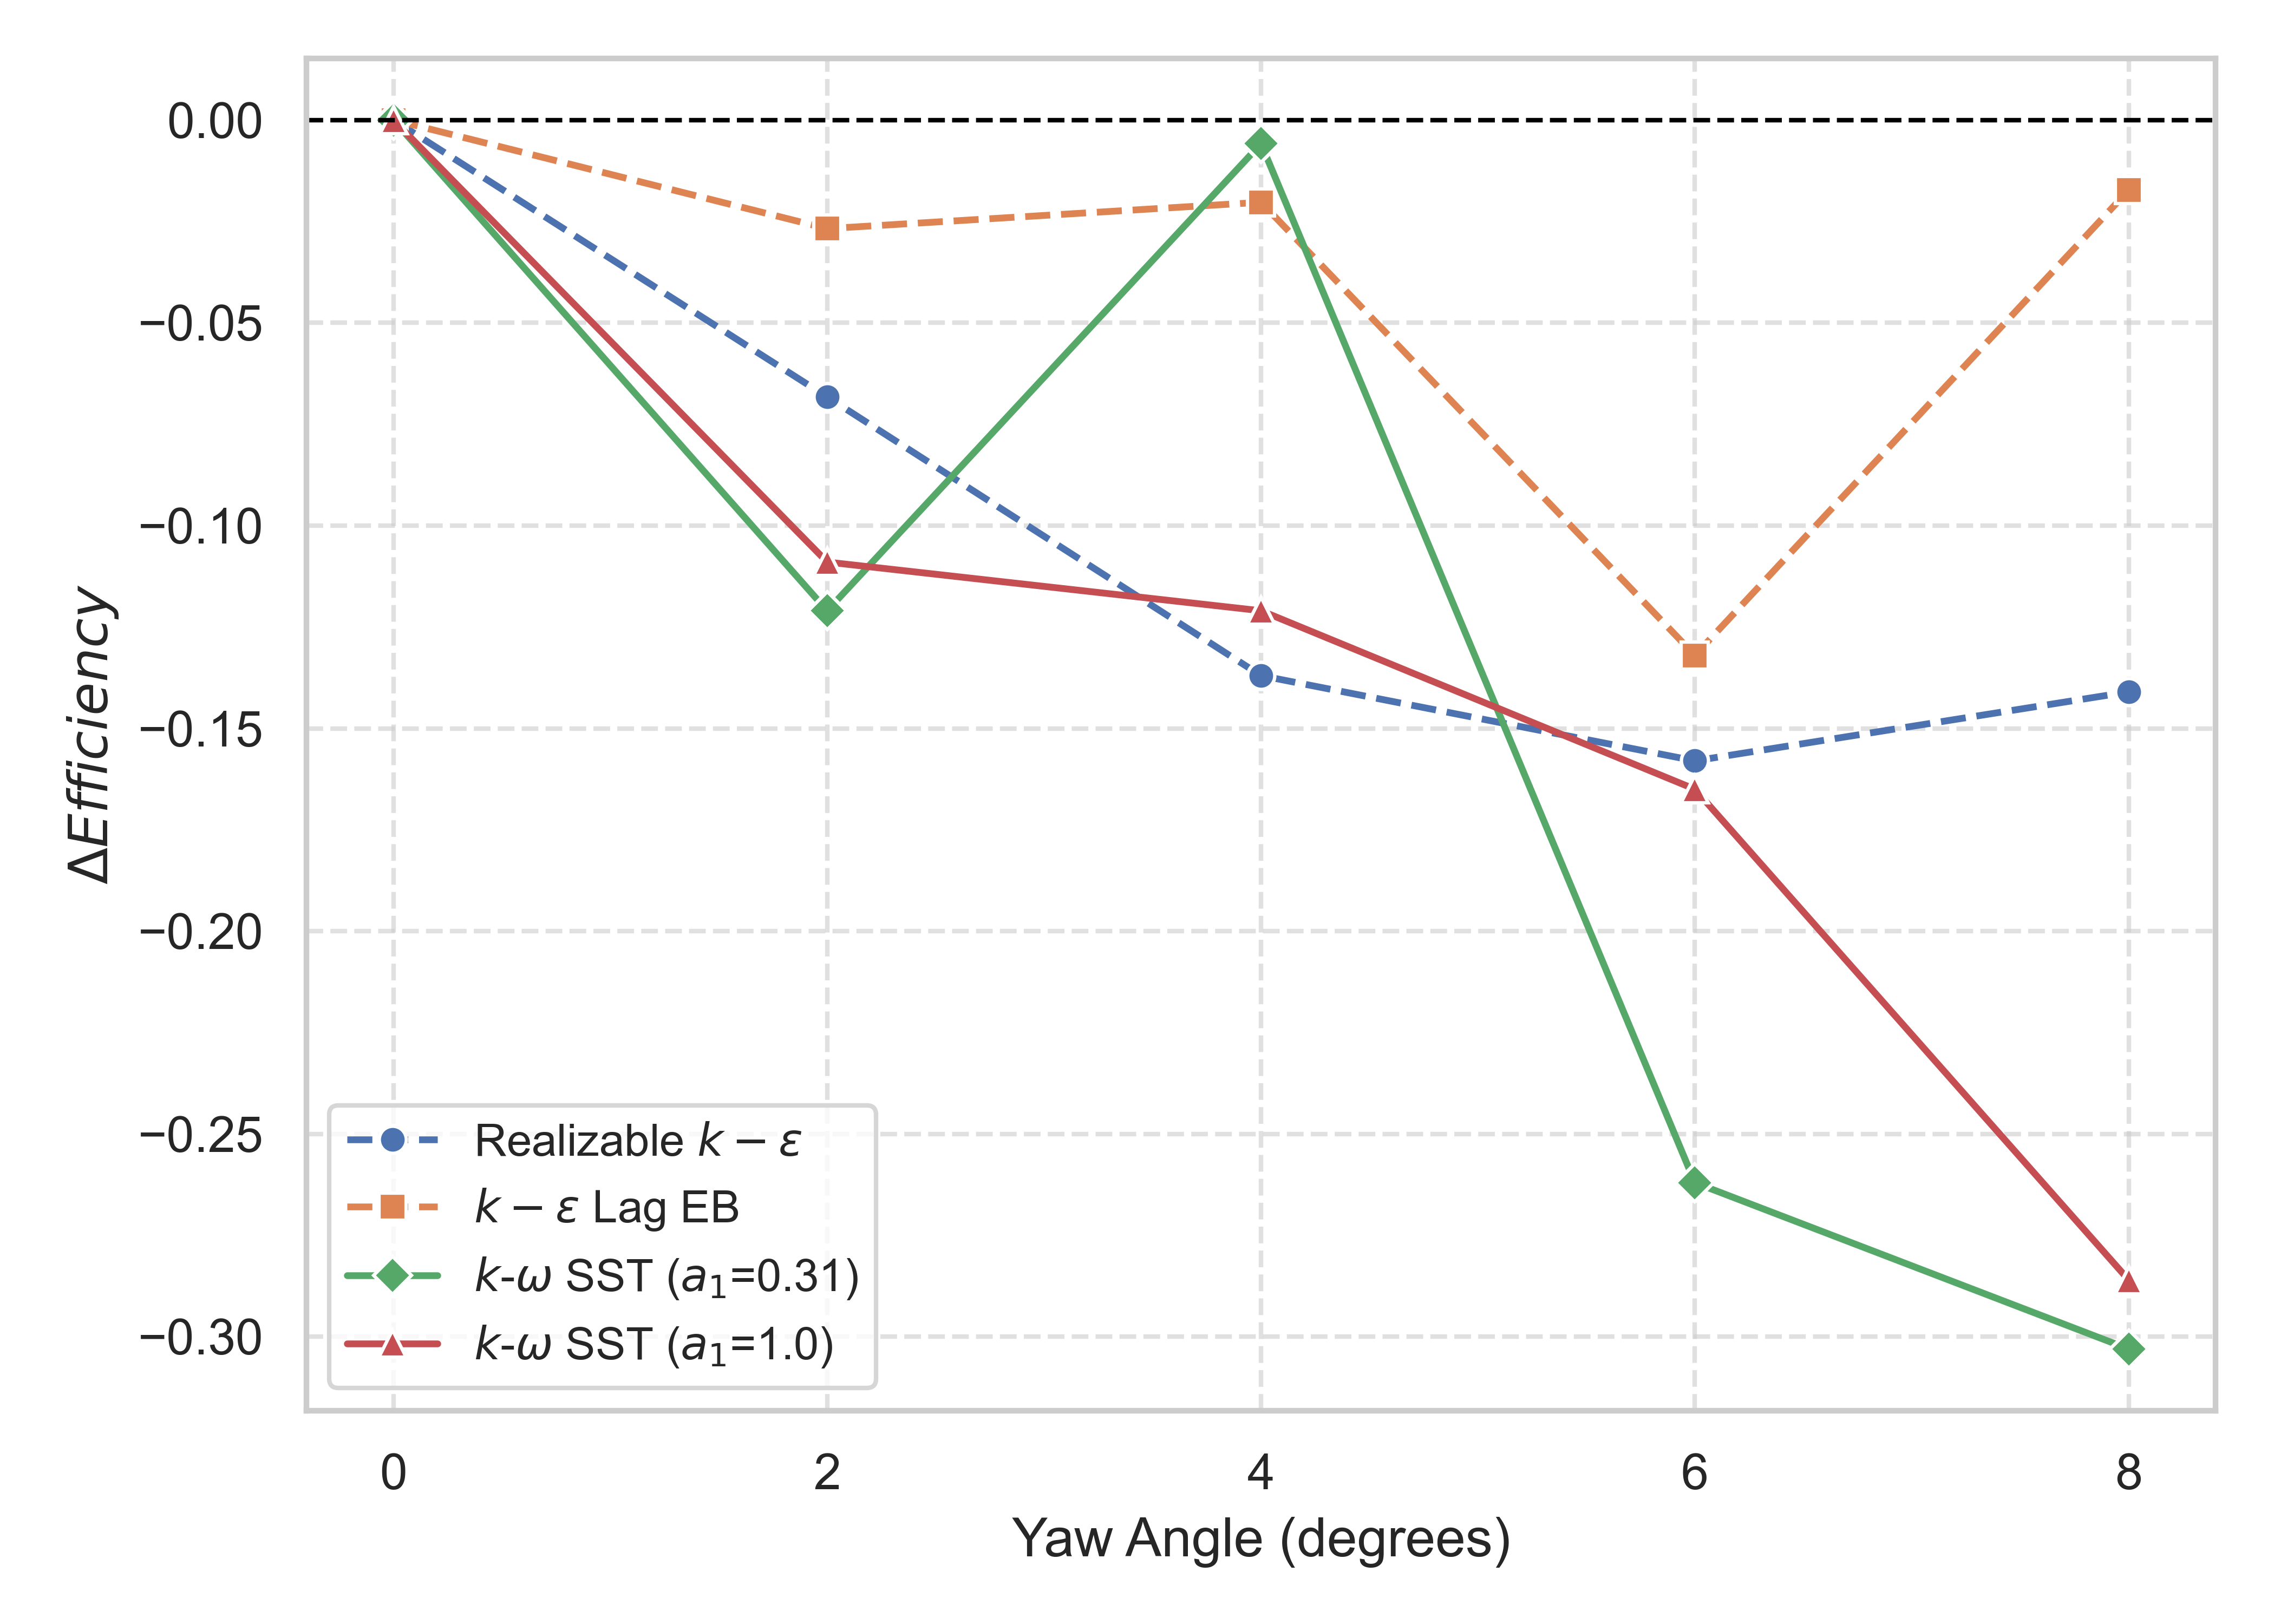 ΔEfficiency
0.00
−0.05
−0.10
−0.15
−0.20
−0.25
−0.30
Realizable k − ε
k − ε Lag EB
k-ω SST (a₁=0.31)
k-ω SST (a₁=1.0)
0 2 4 6 8
Yaw Angle (degrees)